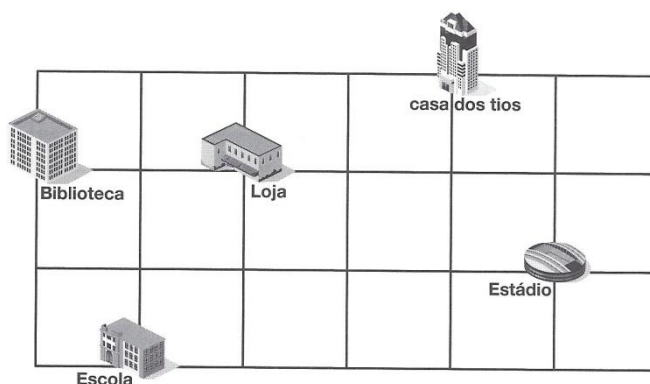 casa dos tios
Biblioteca
Loja
Estádio
Escola